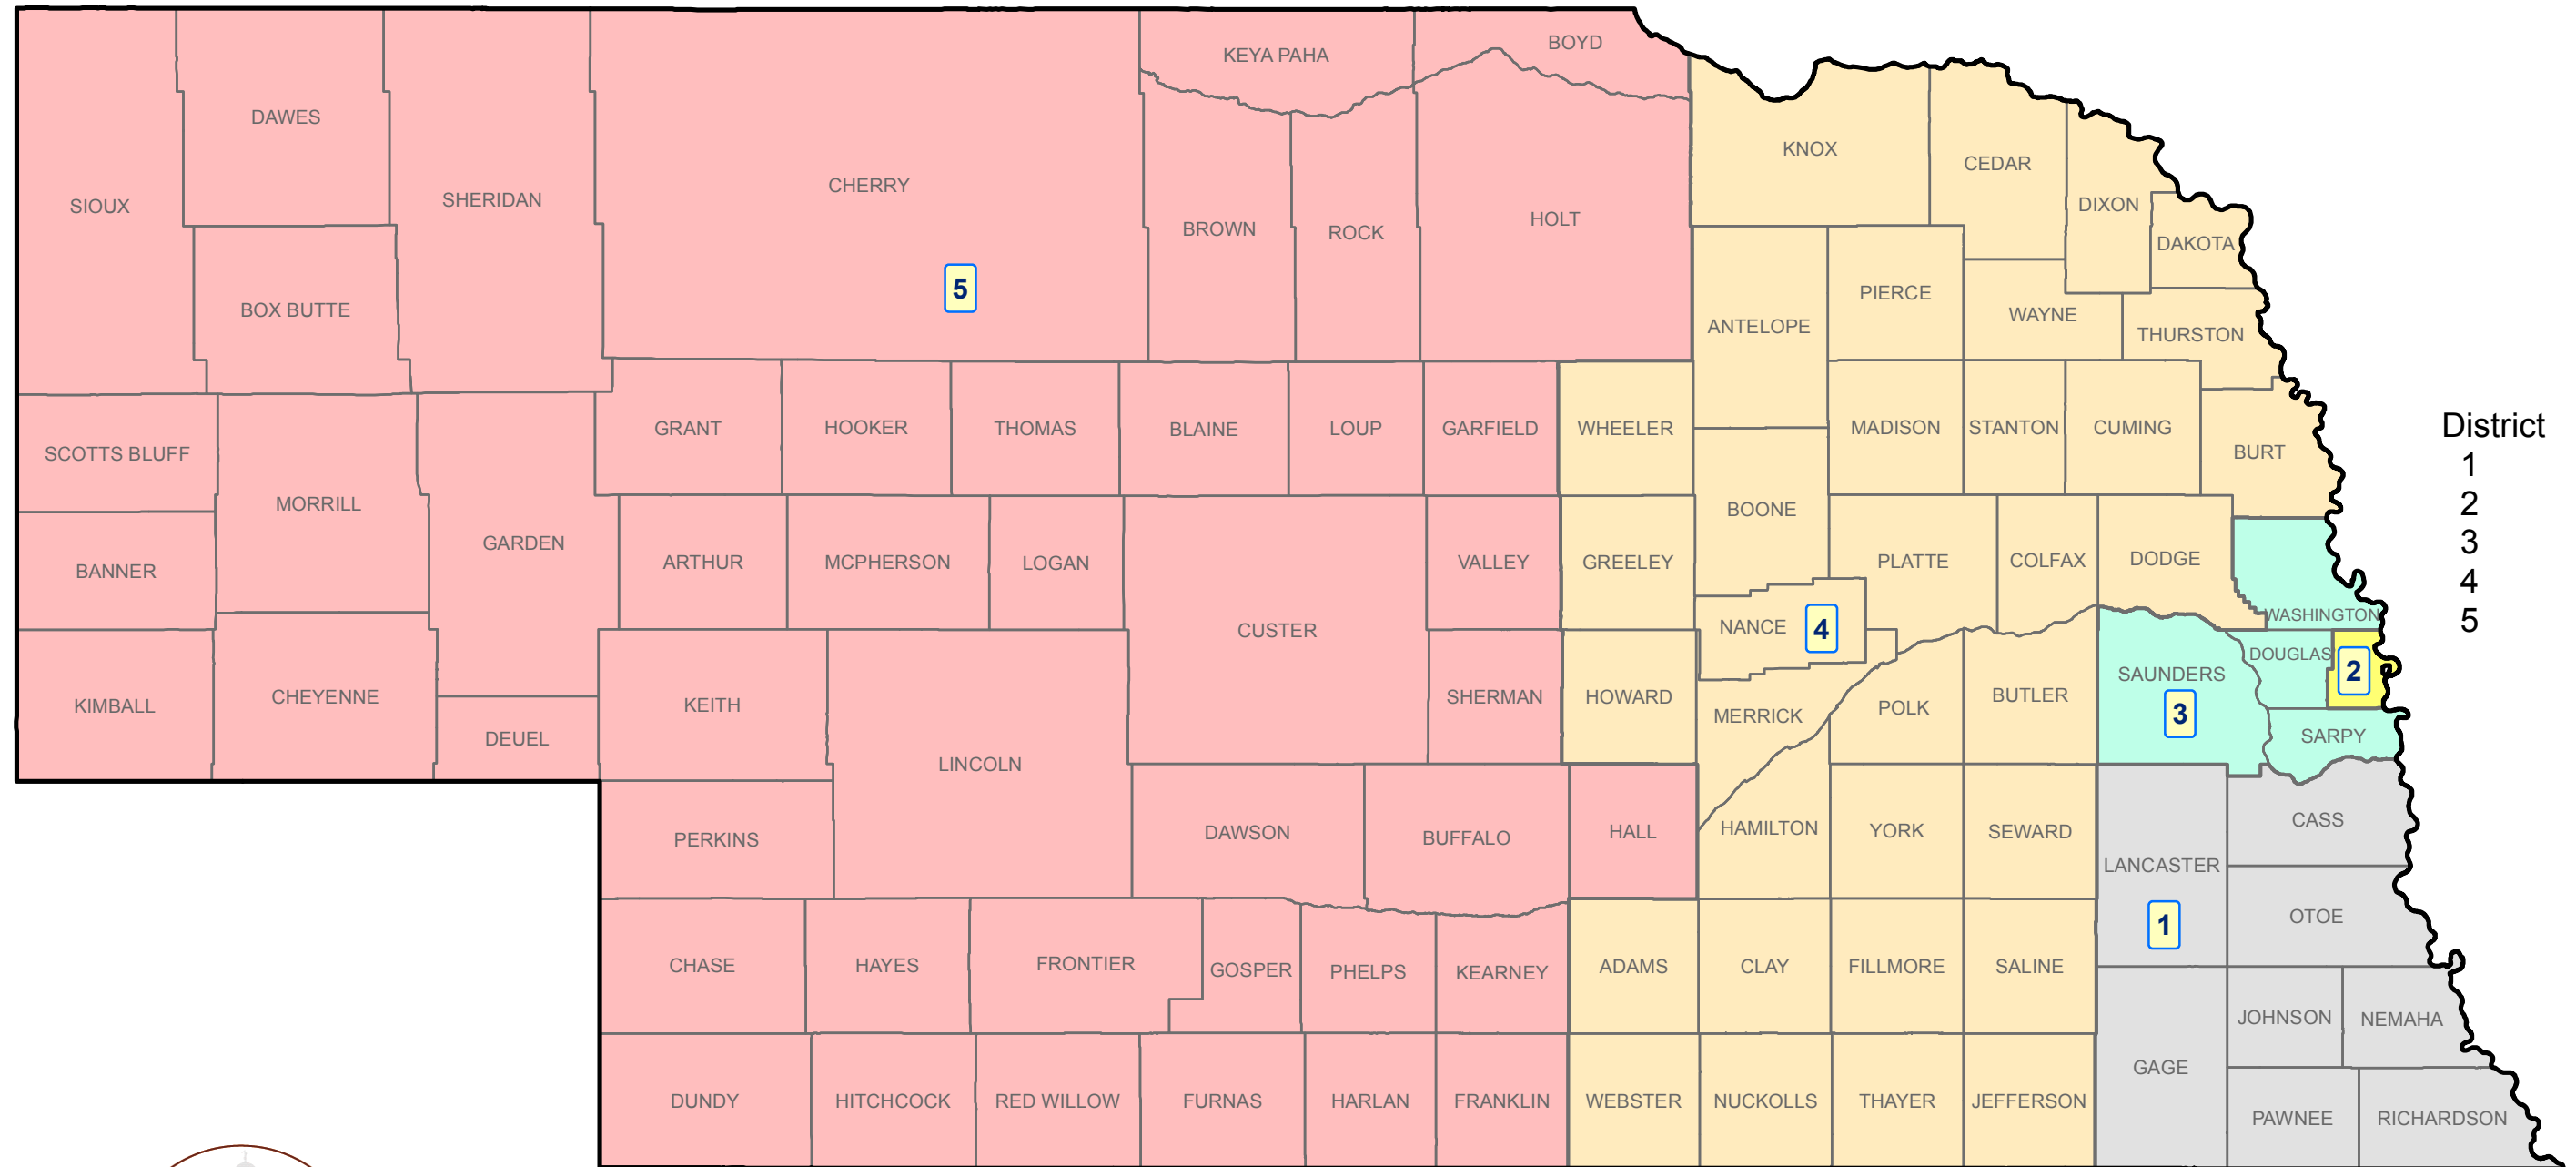 KEYA PAHA
BOYD
DAWES
SIOUX
SHERIDAN
CHERRY
BROWN
ROCK
HOLT
KNOX
CEDAR
DIXON
DAKOTA
BOX BUTTE
5
ANTELOPE
PIERCE
WAYNE
THURSTON
SCOTTS BLUFF
MORRILL
GRANT
HOOKER
THOMAS
BLAINE
LOUP
GARFIELD
WHEELER
MADISON
STANTON
CUMING
BURT
BANNER
GARDEN
ARTHUR
MCPHERSON
LOGAN
CUSTER
VALLEY
GREELEY
BOONE
PLATTE
COLFAX
DODGE
WASHINGTON
NANCE
4
KIMBALL
CHEYENNE
DEUEL
KEITH
LINCOLN
SHERMAN
HOWARD
MERRICK
POLK
BUTLER
SAUNDERS
3
DOUGLAS
2
SARPY
PERKINS
DAWSON
BUFFALO
HALL
HAMILTON
YORK
SEWARD
LANCASTER
1
CASS
OTOE
CHASE
HAYES
FRONTIER
GOSPER
PHELPS
KEARNEY
ADAMS
CLAY
FILLMORE
SALINE
JOHNSON
NEMAHA
DUNDY
HITCHCOCK
RED WILLOW
FURNAS
HARLAN
FRANKLIN
WEBSTER
NUCKOLLS
THAYER
JEFFERSON
GAGE
PAWNEE
RICHARDSON
District
1
2
3
4
5